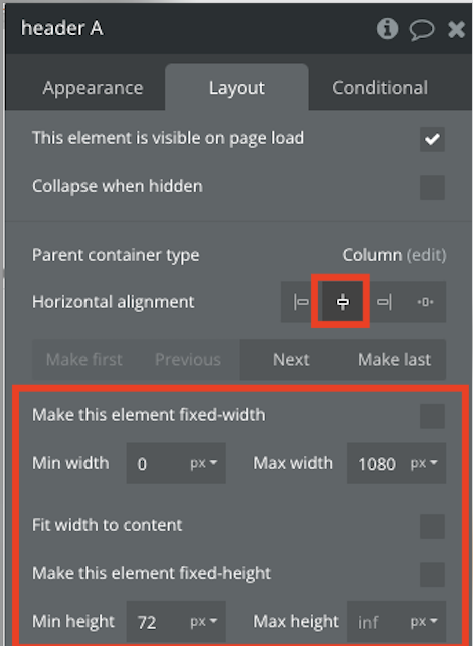 header A
Appearance Layout Conditional
This element is visible on page load
Collapse when hidden
Parent container type Column (edit)
Horizontal alignment
Make first Previous Next Make last
Make this element fixed-width
Min width 0 px Max width 1080 px
Fit width to content
Make this element fixed-height
Min height 72 px Max height inf px